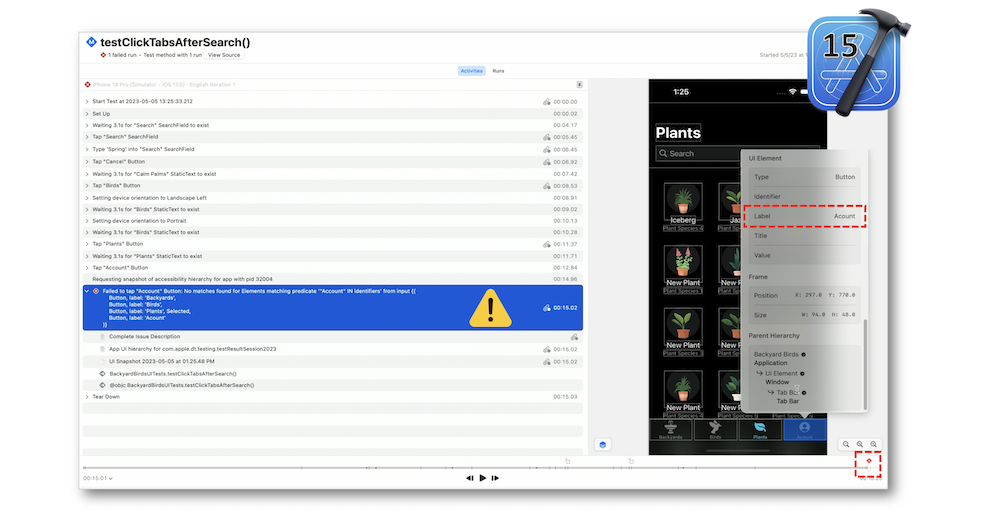 15
testClickTabsAfterSearch()
1 failed run - Test method with 1 run View Source
Started 5/5/23 at 1
Activities Runs
iPhone 14 Pro (Simulator - iOS 17.0) - English Iteration 1
Start Test at 2023-05-05 13:25:33.212 00:00.00
Set Up 00:00.02
Waiting 3.1s for "Search" SearchField to exist 00:04.17
Tap "Search" SearchField 00:05.45
Type 'Spring' into "Search" SearchField 00:06.45
Tap "Cancel" Button 00:06.92
Waiting 3.1s for "Calm Palms" StaticText to exist 00:07.42
Tap "Birds" Button 00:08.53
Setting device orientation to Landscape Left 00:08.91
Waiting 3.1s for "Birds" StaticText to exist 00:09.02
Setting device orientation to Portrait 00:10.13
Waiting 3.1s for "Birds" StaticText to exist 00:10.28
Tap "Plants" Button 00:11.37
Waiting 3.1s for "Plants" StaticText to exist 00:11.71
Tap "Account" Button 00:12.84
Requesting snapshot of accessibility hierarchy for app with pid 32004 00:14.96
Failed to tap "Account" Button: No matches found for Elements matching predicate '"Account" IN identifiers' from input {(
Button, label: 'Backyards',
Button, label: 'Birds',
Button, label: 'Plants', Selected,
Button, label: 'Acount'
)}
00:15.02
Complete Issue Description
App UI hierarchy for com.apple.dt.testing.testResultSession2023 00:15.02
UI Snapshot 2023-05-05 at 01.25.48 PM 00:15.02
BackyardBirdsUITests.testClickTabsAfterSearch()
@objc BackyardBirdsUITests.testClickTabsAfterSearch()
Tear Down 00:15.03
1:25
Plants
Search
Iceberg
Plant Species 4
New Plant
Plant Species 1
New Plant
Plant Species 3
New Plant
Plant Species 4
Backyards Birds Plants Acount
UI Element
Type Button
Identifier
Label Acount
Title
Value
Frame
Position X: 297.0 Y: 770.0
Size W: 94.0 H: 48.0
Parent Hierarchy
Backyard Birds
Application
UI Element
Window
Tab Bar
Tab Bar
00:15.01